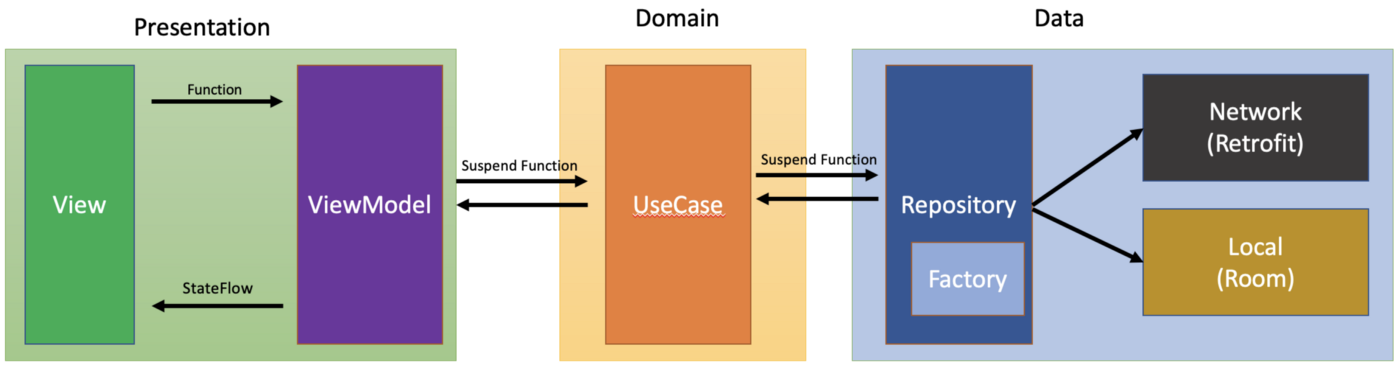 Presentation
Domain
Data
View
Function
StateFlow
ViewModel
Suspend Function
UseCase
Suspend Function
Repository
Factory
Network
(Retrofit)
Local
(Room)